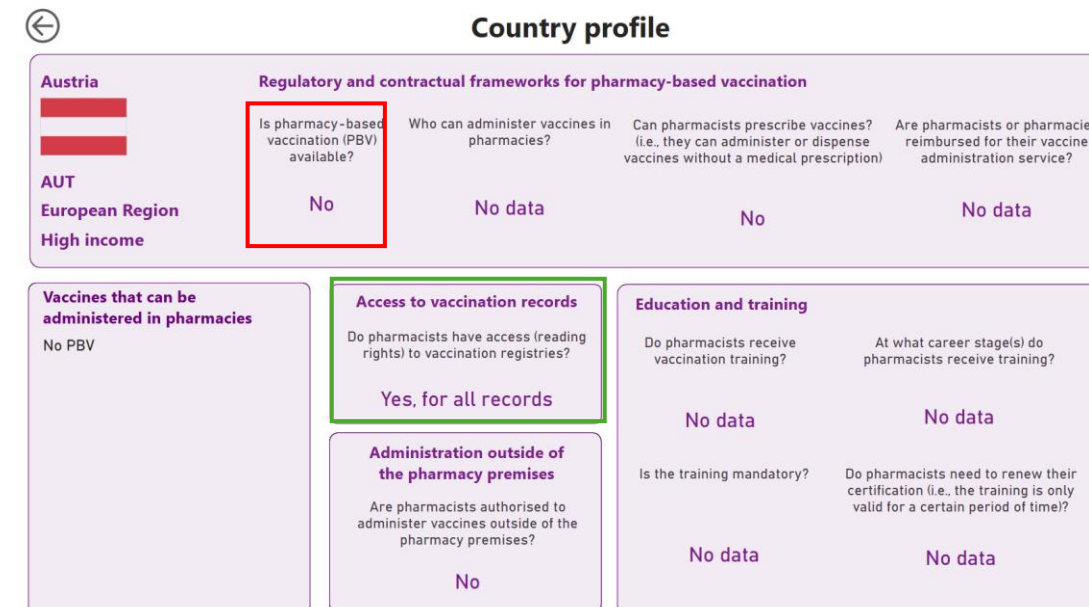 Country profile
Austria
AUT
European Region
High income
Regulatory and contractual frameworks for pharmacy-based vaccination
Is pharmacy-based
vaccination (PBV)
available?
No
Who can administer vaccines in
pharmacies?
No data
Can pharmacists prescribe vaccines?
(i.e., they can administer or dispense
vaccines without a medical prescription)
No
Are pharmacists or pharmacie
reimbursed for their vaccine
administration service?
No data
Vaccines that can be
administered in pharmacies
No PBV
Access to vaccination records
Do pharmacists have access (reading
rights) to vaccination registries?
Yes, for all records
Administration outside of
the pharmacy premises
Are pharmacists authorised to
administer vaccines outside of the
pharmacy premises?
No
Education and training
Do pharmacists receive
vaccination training?
No data
At what career stage(s) do
pharmacists receive training?
No data
Is the training mandatory?
No data
Do pharmacists need to renew their
certification (i.e., the training is only
valid for a certain period of time)?
No data